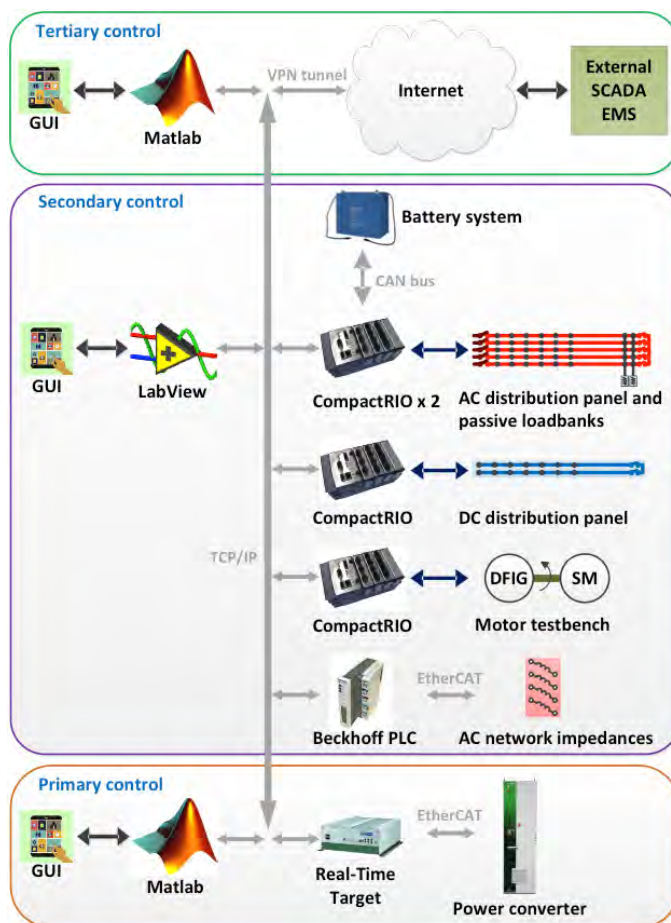 Tertiary control
GUI
Matlab
VPN tunnel
Internet
External
SCADA
EMS
Secondary control
Battery system
CAN bus
GUI
LabView
CompactRIO x 2
AC distribution panel and
passive loadbanks
CompactRIO
DC distribution panel
TCP/IP
DFIG
SM
CompactRIO
Motor testbench
EtherCAT
Beckhoff PLC
AC network impedances
Primary control
GUI
Matlab
Real-Time
Target
EtherCAT
Power converter